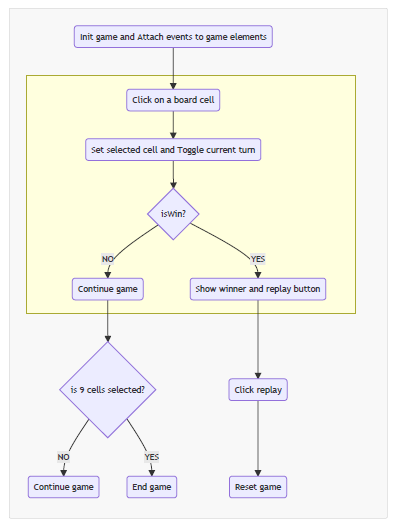 Init game and Attach events to game elements
Click on a board cell
Set selected cell and Toggle current turn
isWin?
NO
YES
Continue game
Show winner and replay button
is 9 cells selected?
Click replay
NO
YES
Continue game
End game
Reset game